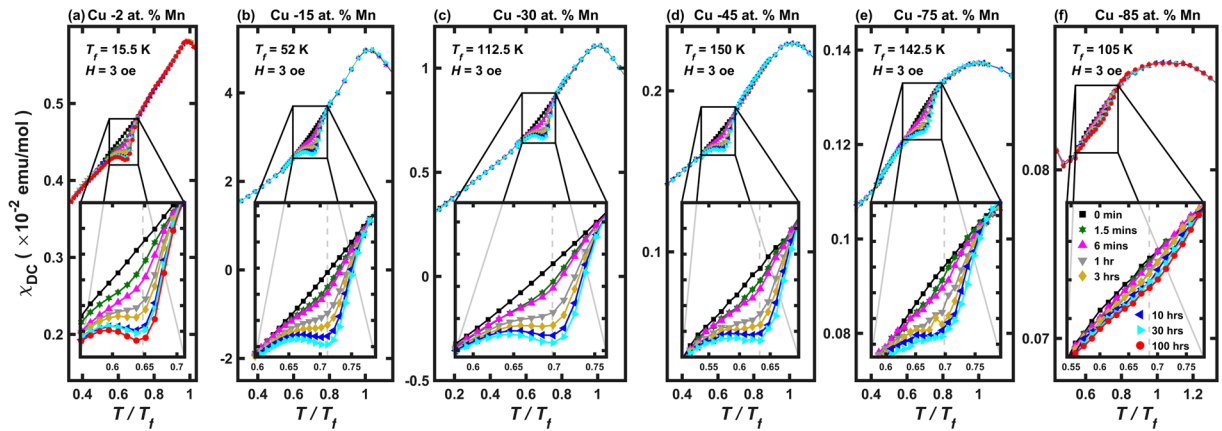 (a) Cu -2 at. % Mn
T_f = 15.5 K
H = 3 oe
(b) Cu -15 at. % Mn
T_f = 52 K
H = 3 oe
(c) Cu -30 at. % Mn
T_f = 112.5 K
H = 3 oe
(d) Cu -45 at. % Mn
T_f = 150 K
H = 3 oe
(e) Cu -75 at. % Mn
T_f = 142.5 K
H = 3 oe
(f) Cu -85 at. % Mn
T_f = 105 K
H = 3 oe
χ_DC ( ×10⁻² emu/mol )
0.5
0.4
0.3
0.2
0.6 0.65 0.7
0.4 0.6 0.8 1
T / T_f
4
2
0
-2
0.6 0.65 0.75
0.4 0.6 0.8 1
T / T_f
1
0.5
0
-0.5
0.6 0.65 0.7 0.75
0.2 0.4 0.6 0.8 1
T / T_f
0.2
0.15
0.1
0.55 0.6 0.65
0.4 0.6 0.8 1
T / T_f
0.14
0.12
0.1
0.08
0.6 0.65 0.7 0.75
0.4 0.6 0.8 1
T / T_f
0.08
0.07
0 min
1.5 mins
6 mins
1 hr
3 hrs
10 hrs
30 hrs
100 hrs
0.55 0.6 0.65 0.7 0.75
0.6 0.8 1 1.2
T / T_f